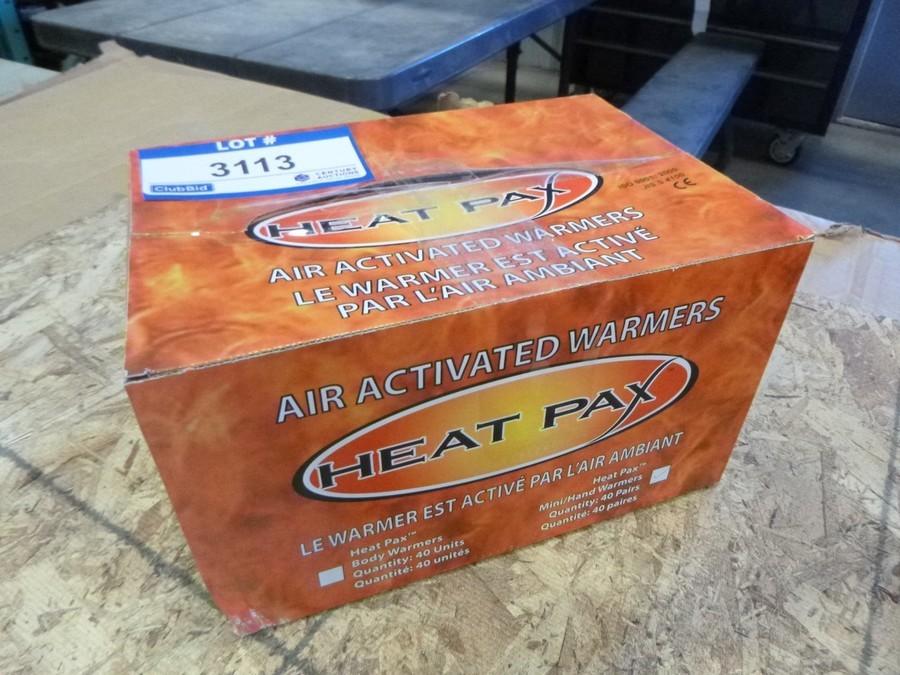 LOT #
3113
ClubBid
CENTURY
AUCTIONS
HEAT PAX
CE
AIR ACTIVATED WARMERS
LE WARMER EST ACTIVÉ
PAR L'AIR AMBIANT
AIR ACTIVATED WARMERS
HEAT PAX
LE WARMER EST ACTIVÉ PAR L'AIR AMBIANT
Heat Pax™
Body Warmers
Quantity: 40 Units
Quantité: 40 unités
Heat Pax™
Mini/Hand Warmers
Quantity: 40 Pairs
Quantité: 40 paires